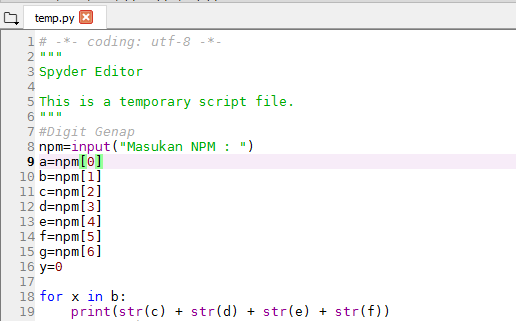 temp.py
1 # -*- coding: utf-8 -*-
2 """
3 Spyder Editor
4
5 This is a temporary script file.
6 """
7 #Digit Genap
8 npm=input("Masukan NPM : ")
9 a=npm[0]
10 b=npm[1]
11 c=npm[2]
12 d=npm[3]
13 e=npm[4]
14 f=npm[5]
15 g=npm[6]
16 y=0
17
18 for x in b:
19     print(str(c) + str(d) + str(e) + str(f))